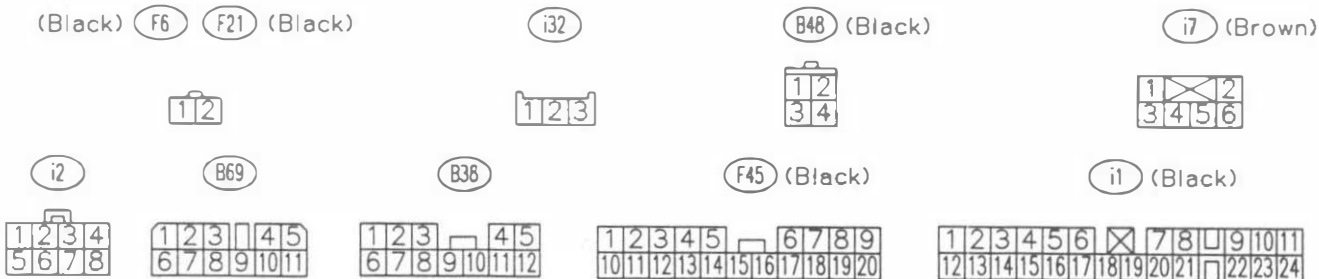 (Black) F6 F21 (Black) i32 B48 (Black) i7 (Brown)
1 2
1 2 3
1 2
3 4
1 2
3 4 5 6
i2 B69 B38 F45 (Black) i1 (Black)
1 2 3 4
5 6 7 8
1 2 3 4 5
6 7 8 9 10 11
1 2 3 4 5
6 7 8 9 10 11 12
1 2 3 4 5 6 7 8 9
10 11 12 13 14 15 16 17 18 19 20
1 2 3 4 5 6 7 8 9 10 11
12 13 14 15 16 17 18 19 20 21 22 23 24